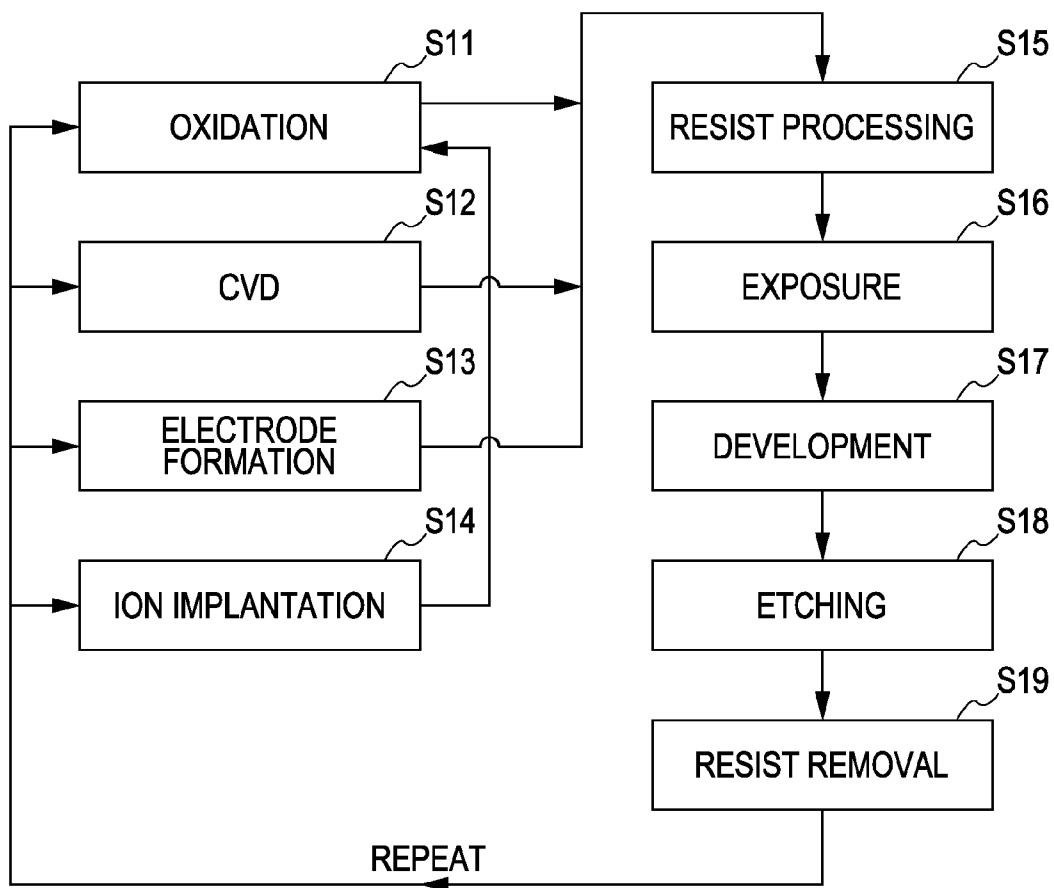 S11
OXIDATION
S12
CVD
S13
ELECTRODE
FORMATION
S14
ION IMPLANTATION
S15
RESIST PROCESSING
S16
EXPOSURE
S17
DEVELOPMENT
S18
ETCHING
S19
RESIST REMOVAL
REPEAT